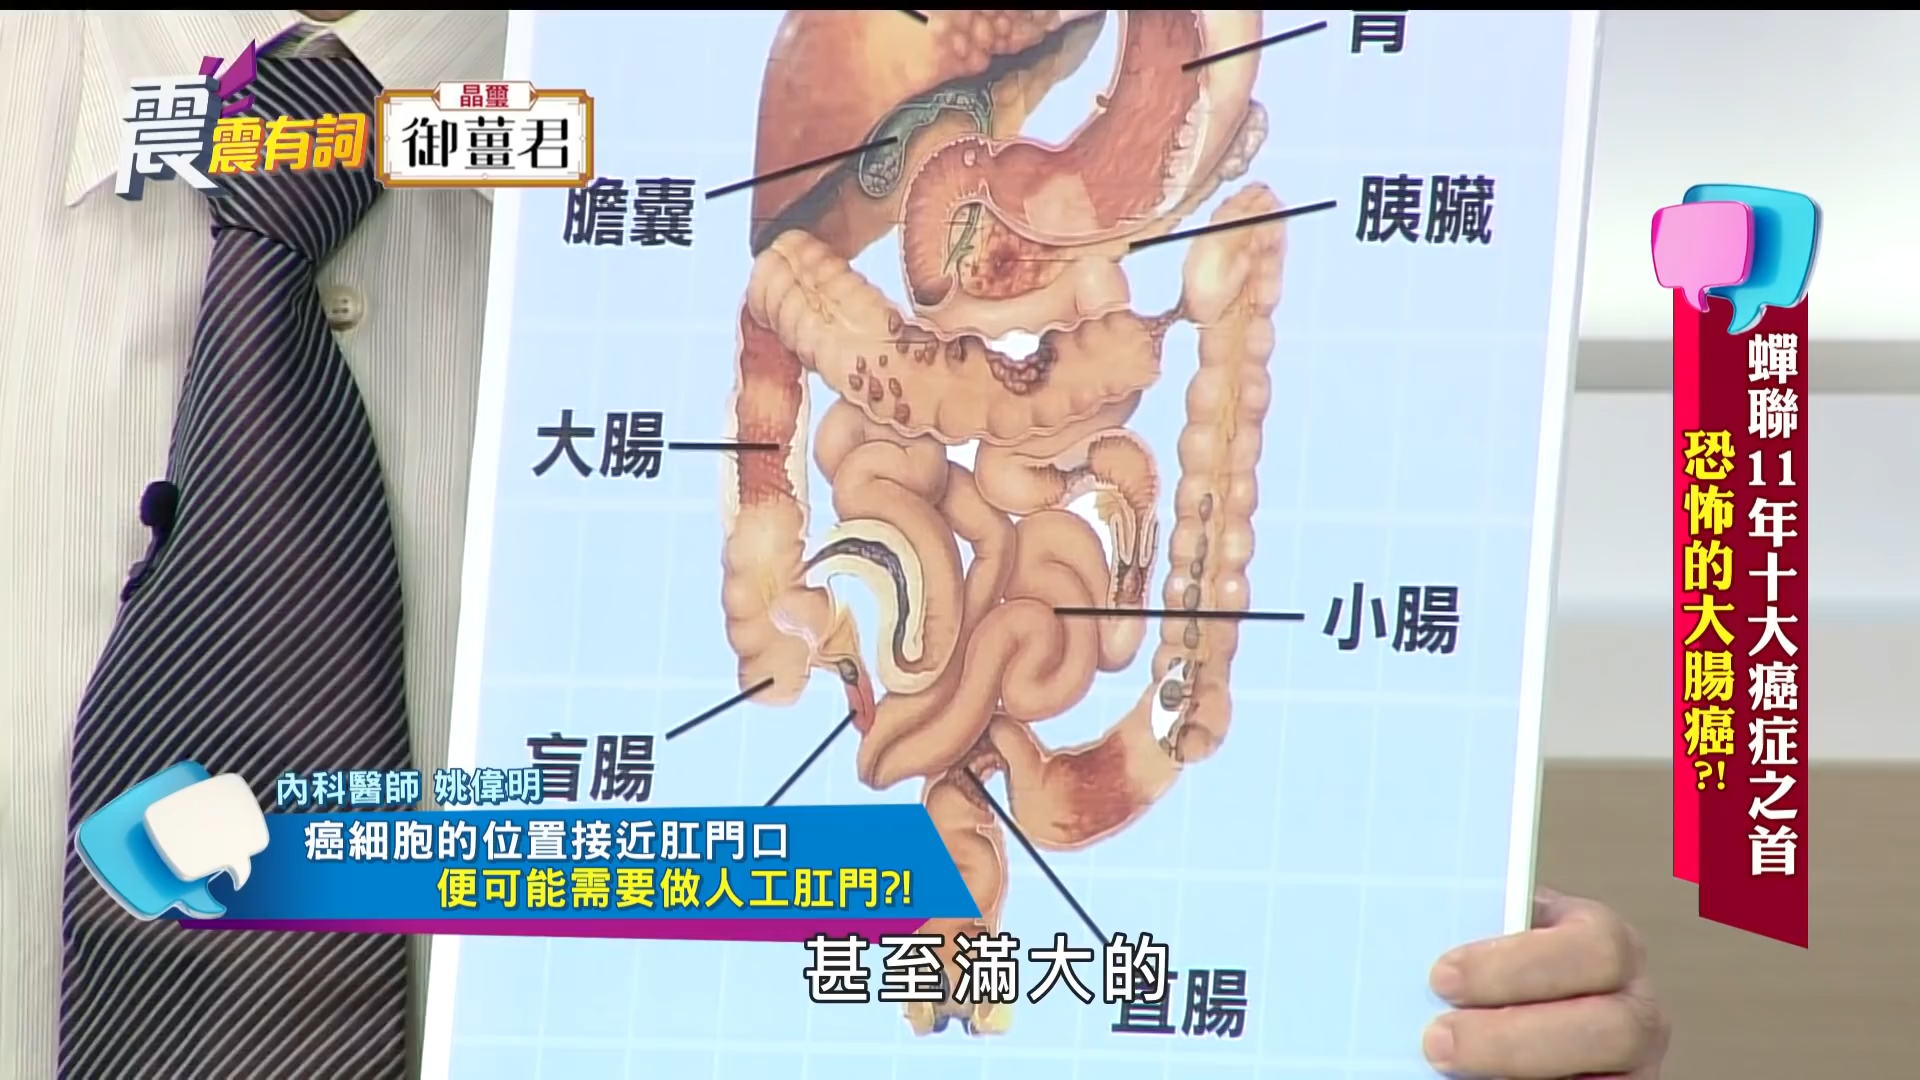 震震有詞
晶璽
御薑君
胃
膽囊
胰臟
大腸
小腸
盲腸
直腸
蟬聯11年十大癌症之首
恐怖的大腸癌?!
內科醫師 姚偉明
癌細胞的位置接近肛門口
便可能需要做人工肛門?!
甚至滿大的